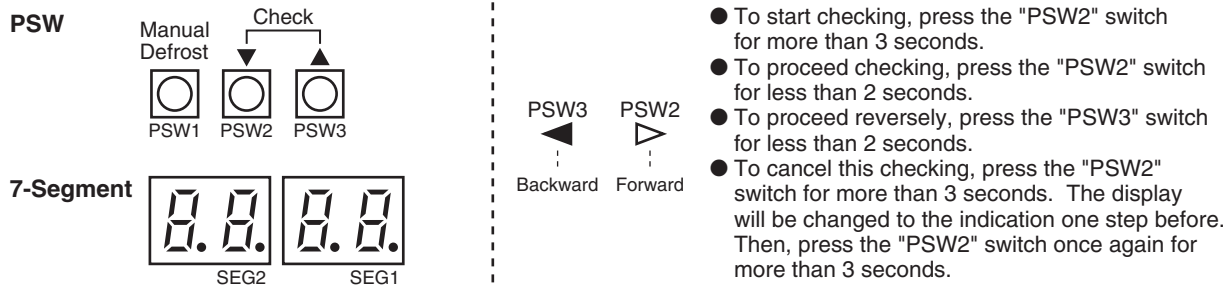 PSW
Manual
Defrost
Check
PSW1 PSW2 PSW3
7-Segment
8. 8. 8. 8.
SEG2 SEG1
PSW3 PSW2
Backward Forward
● To start checking, press the "PSW2" switch
for more than 3 seconds.
● To proceed checking, press the "PSW2" switch
for less than 2 seconds.
● To proceed reversely, press the "PSW3" switch
for less than 2 seconds.
● To cancel this checking, press the "PSW2"
switch for more than 3 seconds. The display
will be changed to the indication one step before.
Then, press the "PSW2" switch once again for
more than 3 seconds.